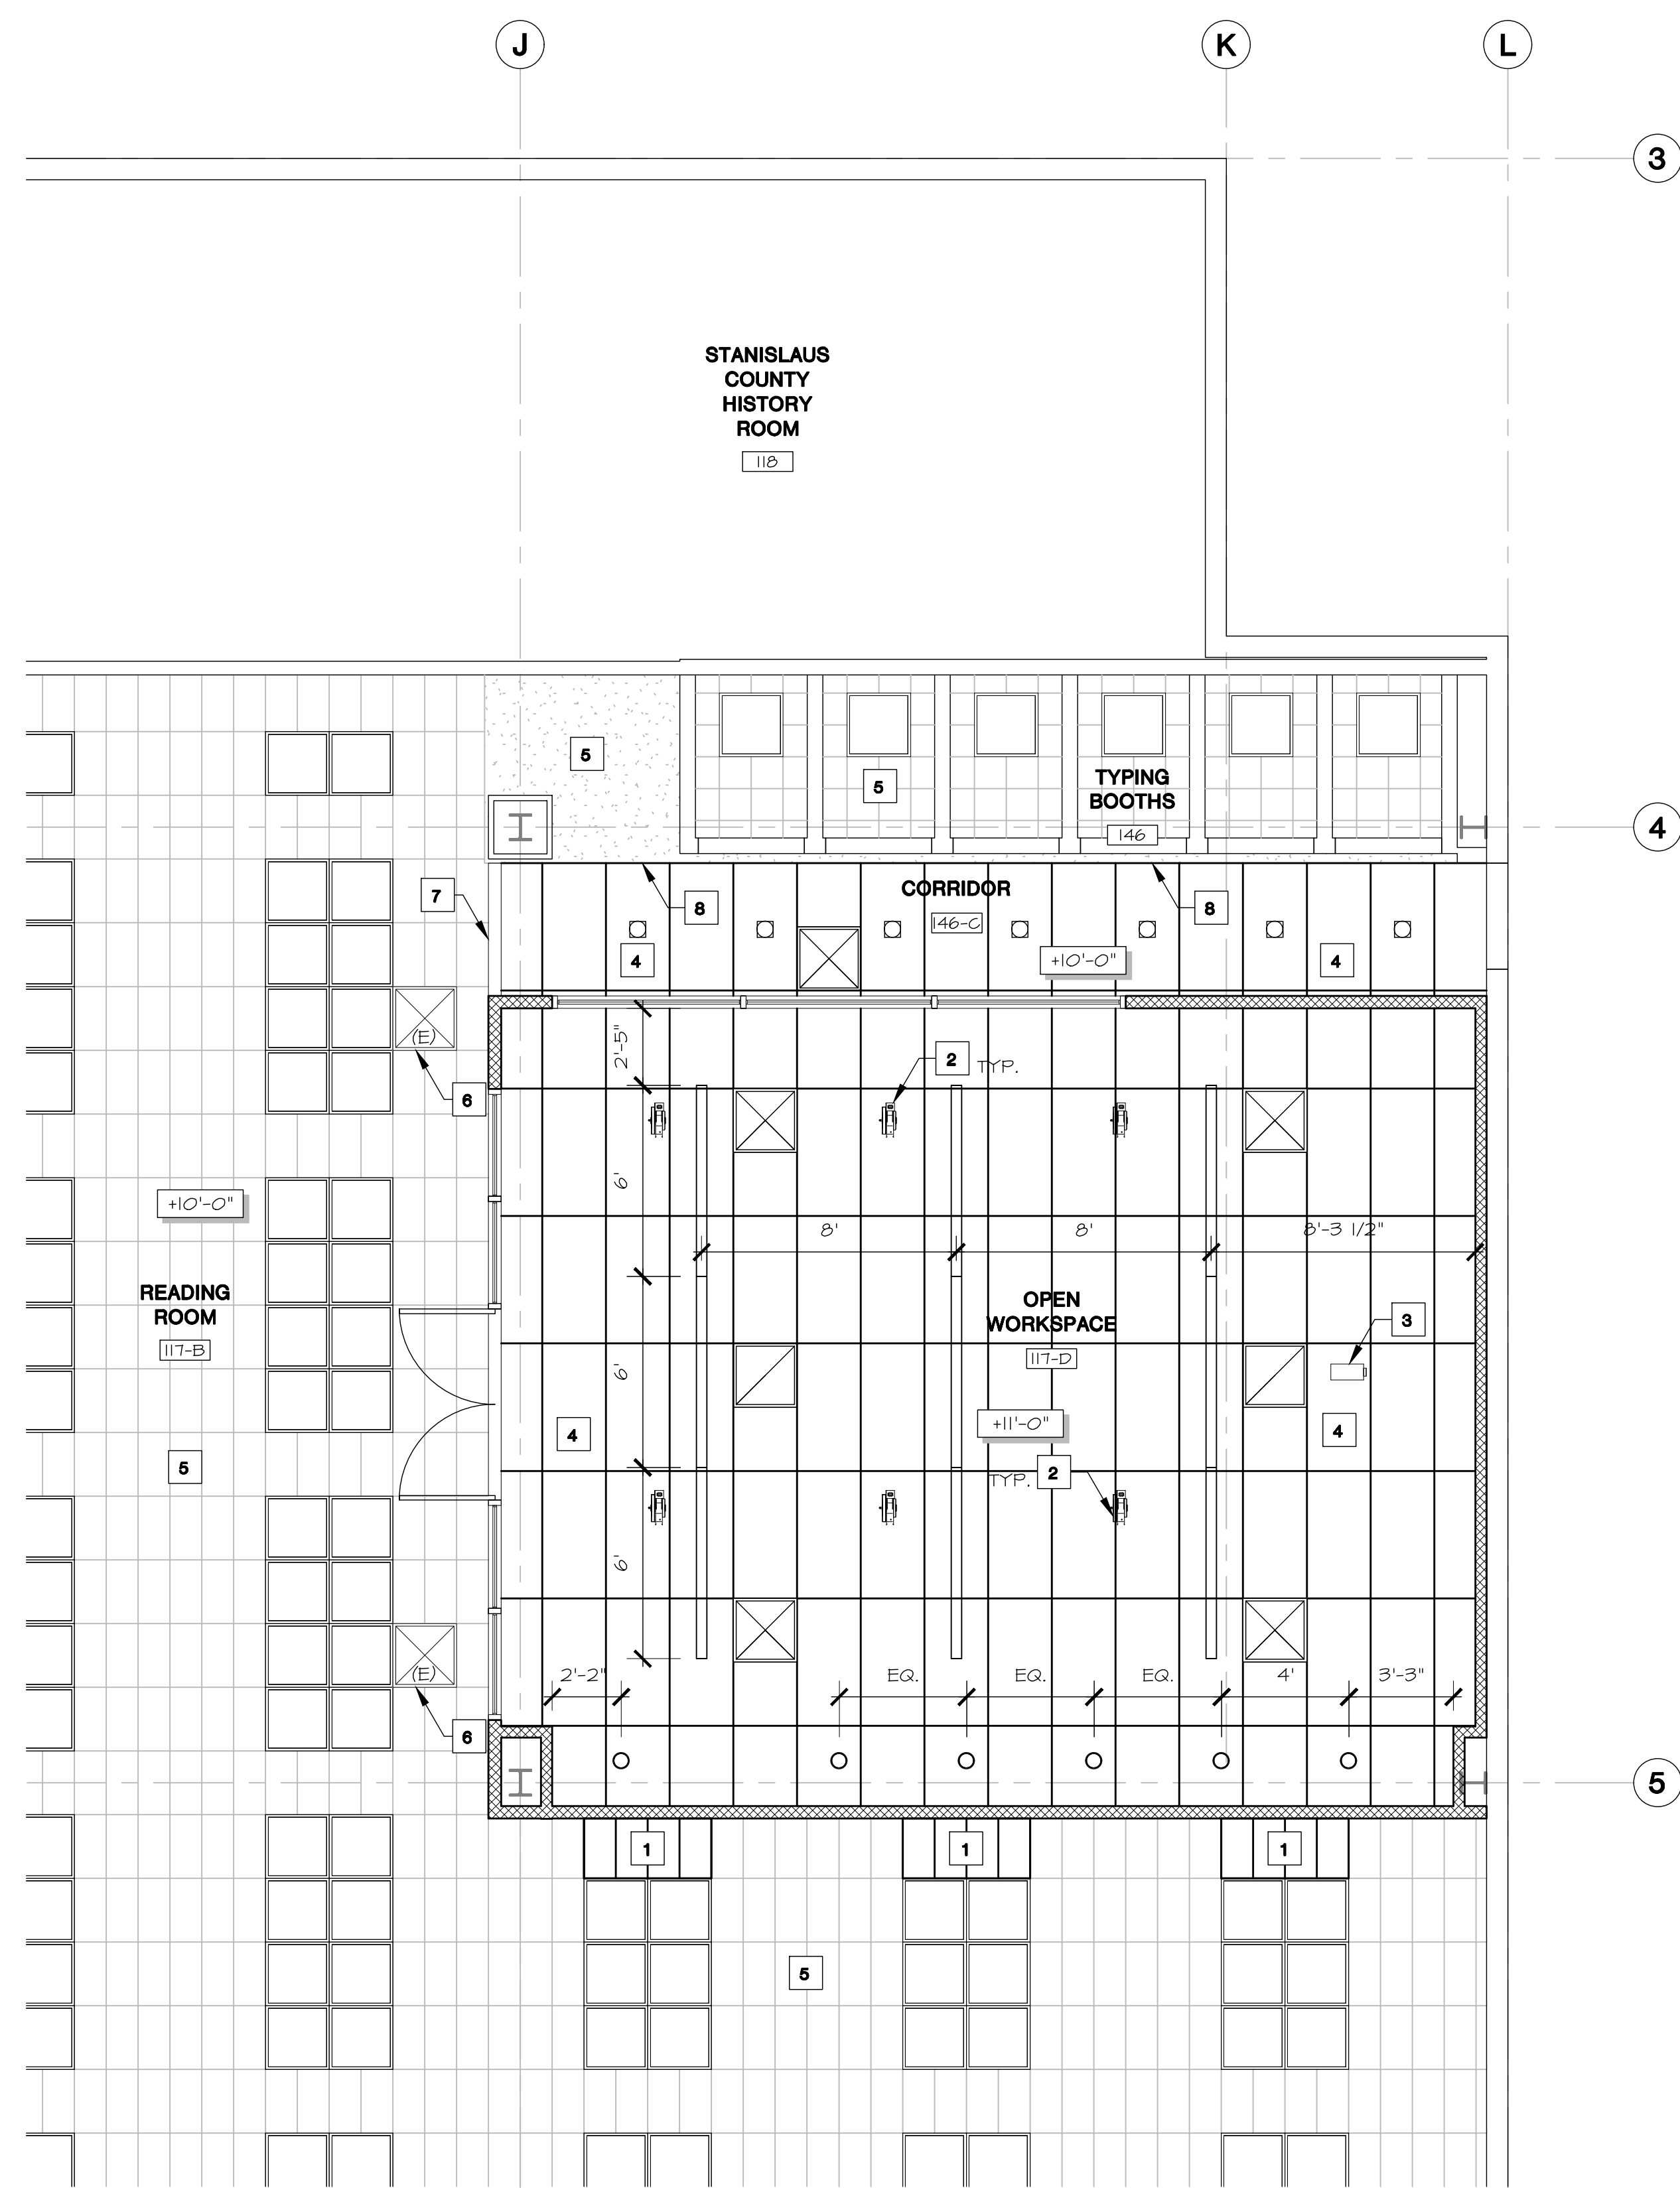 J
K
L
3
STANISLAUS
COUNTY
HISTORY
ROOM
118
5
5
TYPING
BOOTHS
146
4
7
8
CORRIDOR
146-C
8
4
+10'-0"
4
(E)
6
2'-5"
2 TYP.
+10'-0"
6'
8'
8'
8'-3 1/2"
READING
ROOM
117-B
OPEN
WORKSPACE
117-D
3
6'
+11'-0"
4
4
5
TYP. 2
6'
(E)
6
2'-2"
EQ.
EQ.
EQ.
4'
3'-3"
5
1
1
1
5